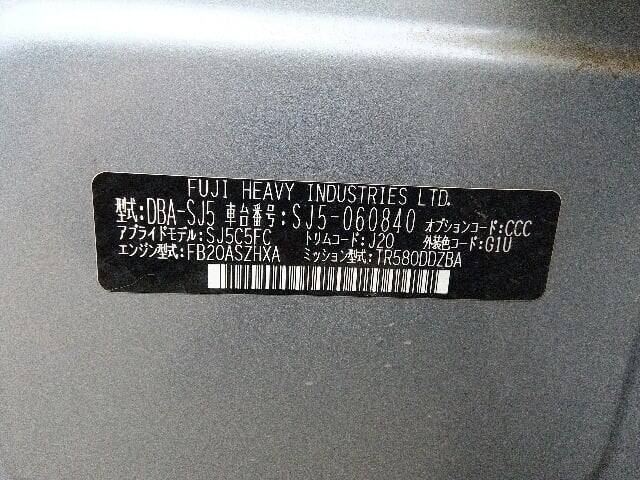 FUJI HEAVY INDUSTRIES LTD.
型式:DBA-SJ5 車台番号:SJ5-060840 オプションコード:CCC
アプライドモデル:SJ5C5FC トリムコード:J20 外装色コード:G1U
エンジン型式:FB20ASZHXA ミッション型式:TR580DDZBA